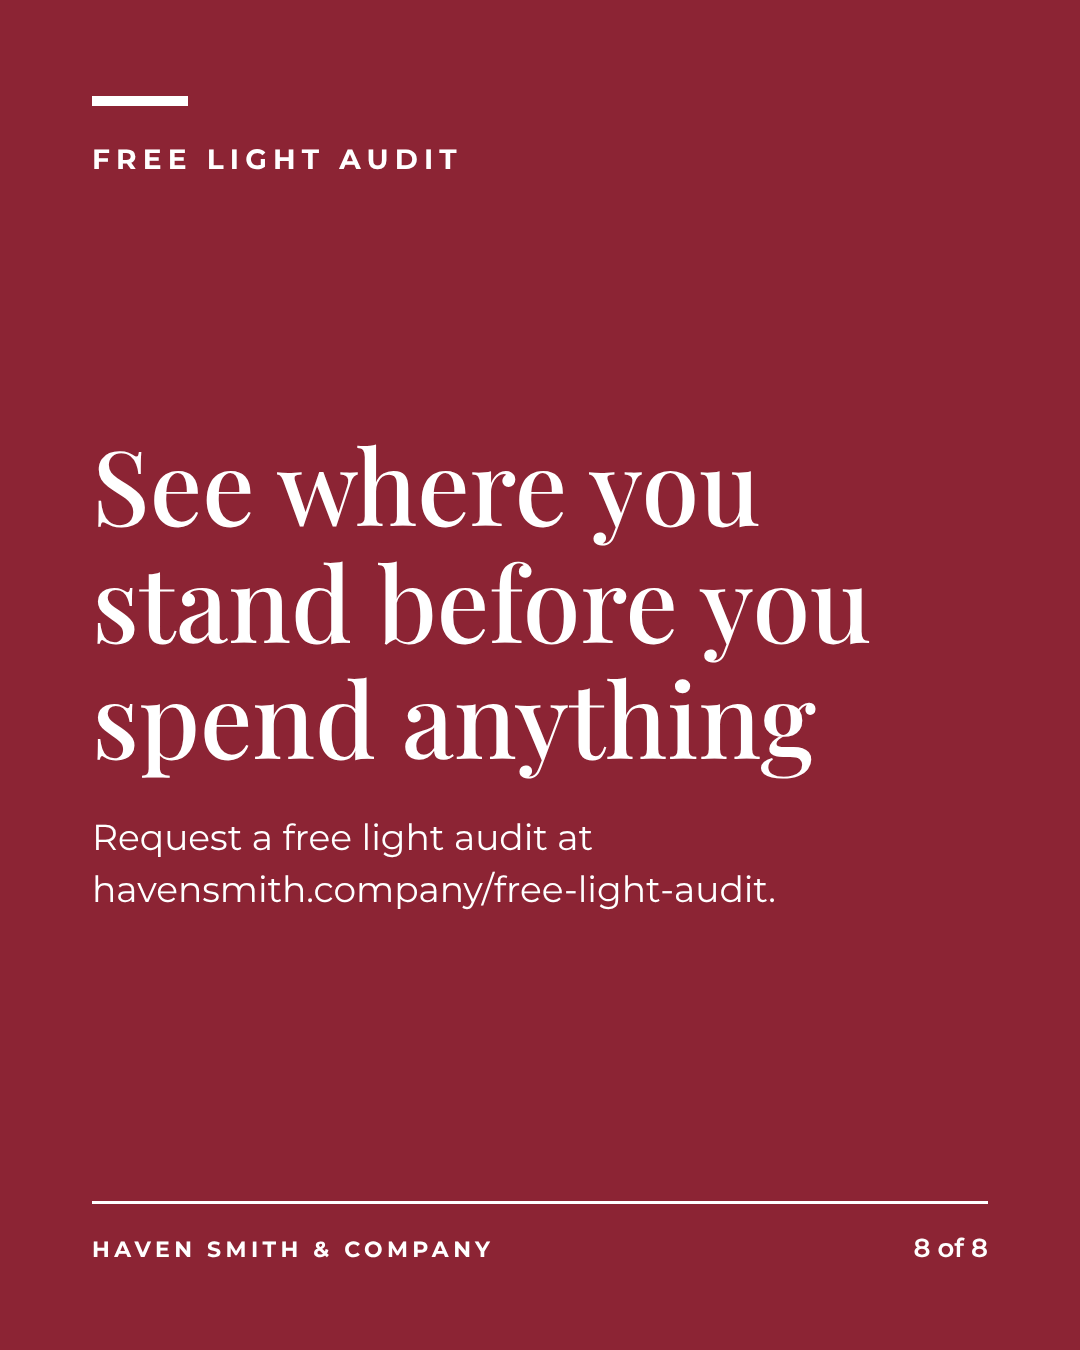 FREE LIGHT AUDIT
See where you
stand before you
spend anything
Request a free light audit at
havensmith.company/free-light-audit.
HAVEN SMITH & COMPANY
8 of 8